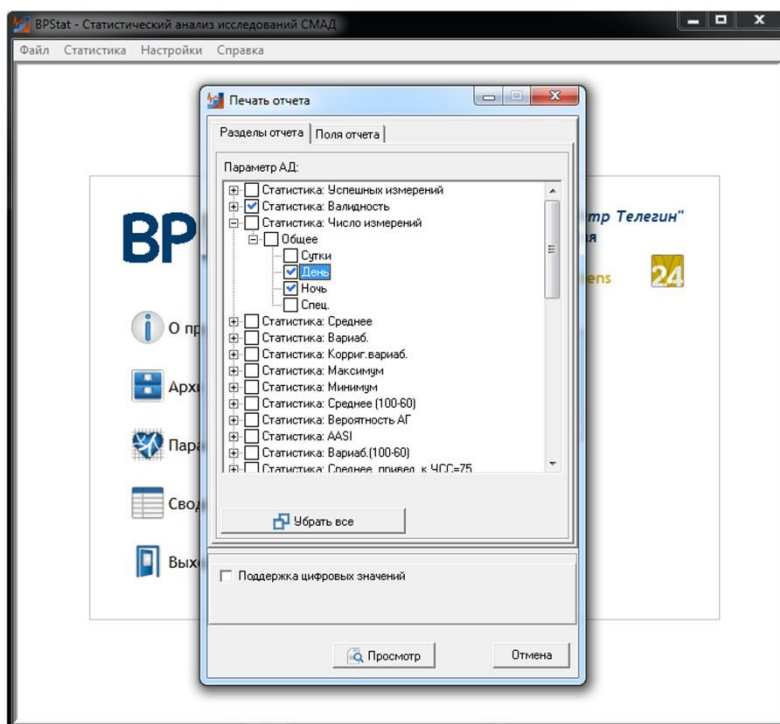 BPStat - Статистический анализ исследований СМАД
Файл Статистика Настройки Справка
Печать отчета
Разделы отчета Поля отчета
Параметр АД:
Статистика: Успешных измерений
Статистика: Валидность
Статистика: Число измерений
Общее
Сутки
День
Ночь
Спец.
Статистика: Среднее
Статистика: Вариаб.
Статистика: Корриг.вариаб.
Статистика: Максимум
Статистика: Минимум
Статистика: Среднее (100-60)
Статистика: Вероятность АГ
Статистика: AASI
Статистика: Вариаб.(100-60)
Статистика: Среднее, привед. к ЧСС=75
Убрать все
Поддержка цифровых значений
Просмотр Отмена
BP
тр Телегин"
я
ens 24
О пр
Архи
Пара
Свод
Вых